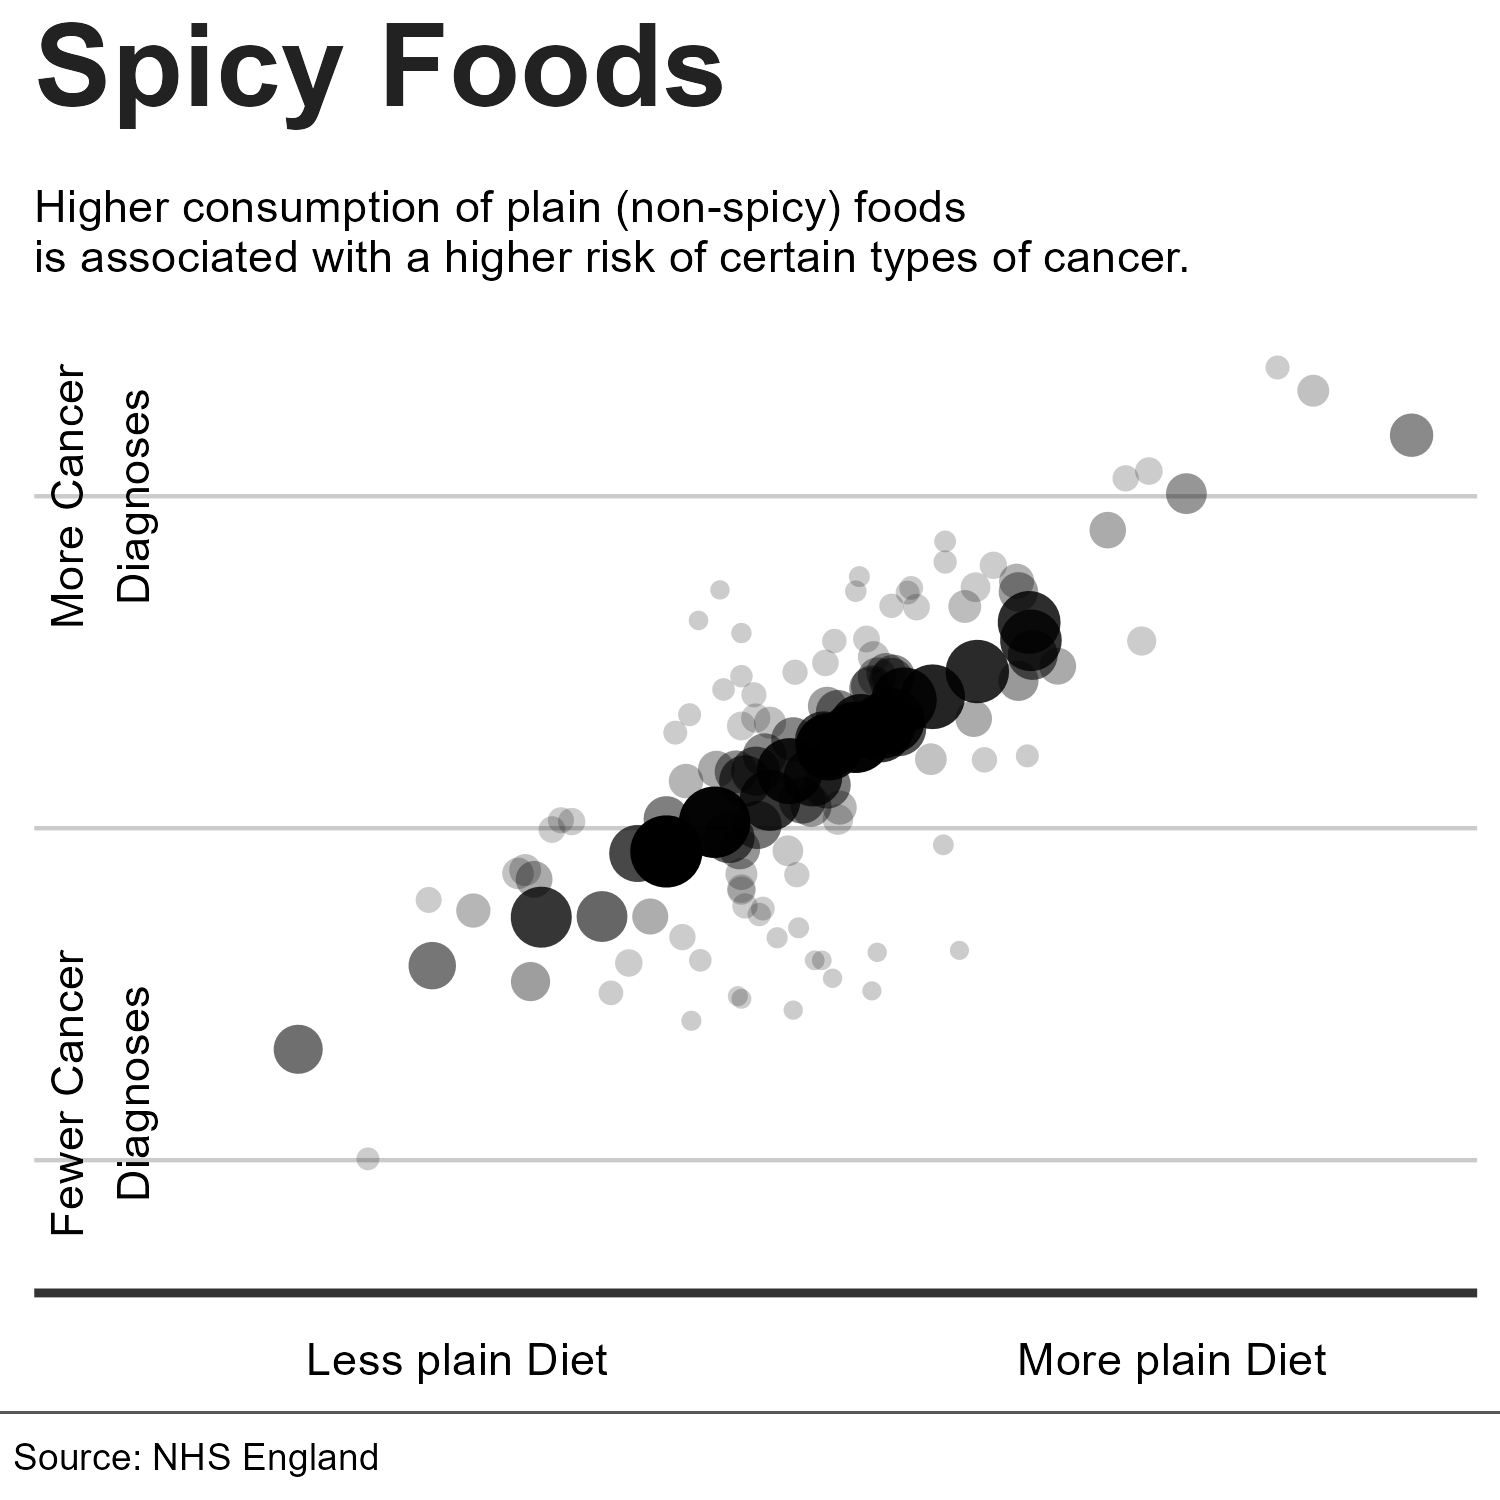 Spicy Foods
Higher consumption of plain (non-spicy) foods
is associated with a higher risk of certain types of cancer.
More Cancer
Diagnoses
Fewer Cancer
Diagnoses
Less plain Diet
More plain Diet
Source: NHS England